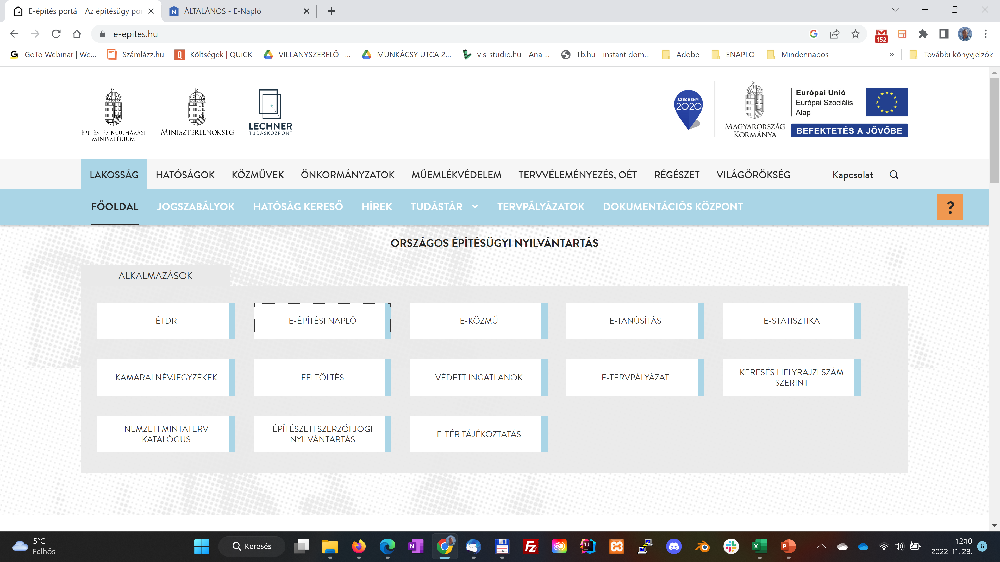 E-építés portál | Az építésügy por
ÁLTALÁNOS - E-Napló
e-epites.hu
152
GoTo Webinar | We...
Számlázz.hu
Költségek | QUiCK
VILLANYSZERELŐ –...
MUNKÁCSY UTCA 2...
vis-studio.hu - Anal...
1b.hu - instant dom...
Adobe
ENAPLÓ
Mindennapos
»
További könyvjelzők
ÉPÍTÉSI ÉS BERUHÁZÁSI
MINISZTÉRIUM
MINISZTERELNÖKSÉG
LECHNER
TUDÁSKÖZPONT
SZÉCHENYI
2020
MAGYARORSZÁG
KORMÁNYA
Európai Unió
Európai Szociális
Alap
BEFEKTETÉS A JÖVŐBE
LAKOSSÁG
HATÓSÁGOK
KÖZMŰVEK
ÖNKORMÁNYZATOK
MŰEMLÉKVÉDELEM
TERVVÉLEMÉNYEZÉS, OÉT
RÉGÉSZET
VILÁGÖRÖKSÉG
Kapcsolat
FŐOLDAL
JOGSZABÁLYOK
HATÓSÁG KERESŐ
HÍREK
TUDÁSTÁR
TERVPÁLYÁZATOK
DOKUMENTÁCIÓS KÖZPONT
?
ORSZÁGOS ÉPÍTÉSÜGYI NYILVÁNTARTÁS
ALKALMAZÁSOK
ÉTDR
E-ÉPÍTÉSI NAPLÓ
E-KÖZMŰ
E-TANÚSÍTÁS
E-STATISZTIKA
KAMARAI NÉVJEGYZÉKEK
FELTÖLTÉS
VÉDETT INGATLANOK
E-TERVPÁLYÁZAT
KERESÉS HELYRAJZI SZÁM
SZERINT
NEMZETI MINTATERV
KATALÓGUS
ÉPÍTÉSZETI SZERZŐI JOGI
NYILVÁNTARTÁS
E-TÉR TÁJÉKOZTATÁS
5°C
Felhős
Keresés
12:10
2022. 11. 23.
6